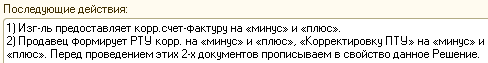 Последующие действия:
1) Изг-ль предоставляет корр.счет-фактуру на «минус» и «плюс».
2) Продавец формирует РТУ корр. на «минус» и «плюс», «Корректировку ПТУ» на «минус» и
«плюс». Перед проведением этих 2-х документов прописываем в свойство данное Решение.